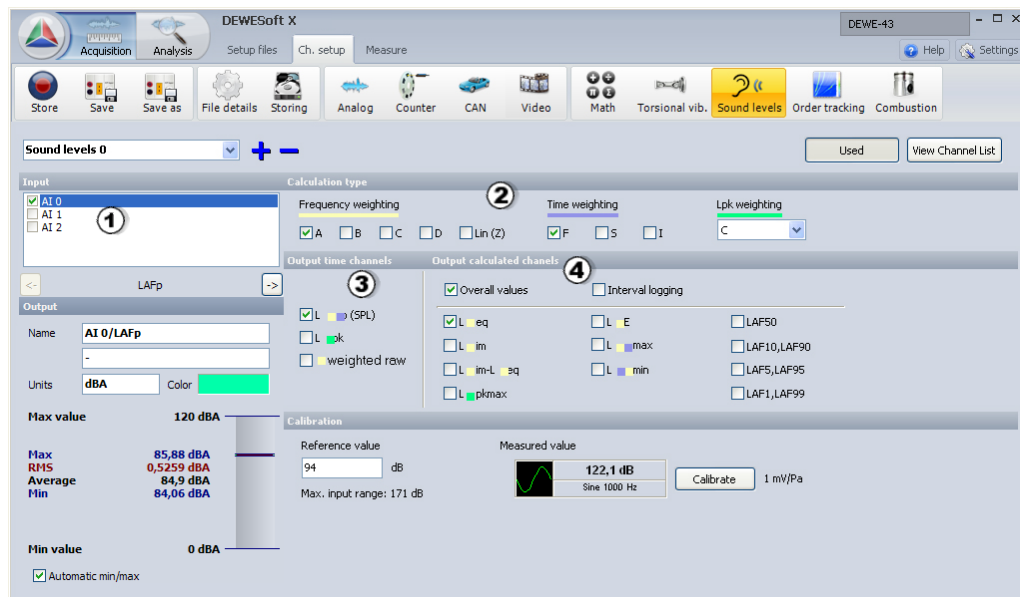 DEWESoft X
DEWE-43
Acquisition Analysis Setup files Ch. setup Measure Help Settings
Store Save Save as File details Storing Analog Counter CAN Video Math Torsional vib. Sound levels Order tracking Combustion
Sound levels 0 Used View Channel List
Input
AI 0
AI 1
AI 2
1
<- LAFp ->
Calculation type
2
Frequency weighting Time weighting Lpk weighting
A B C D Lin (Z) F S I C
Output time channels
3
L p (SPL)
L pk
weighted raw
Output calculated chanels
4
Overall values Interval logging
L eq L E LAF50
L im L max LAF10,LAF90
L im-L eq L min LAF5,LAF95
L pkmax LAF1,LAF99
Output
Name AI 0/LAFp
-
Units dBA Color
Max value 120 dBA
Max 85,88 dBA
RMS 0,5259 dBA
Average 84,9 dBA
Min 84,06 dBA
Min value 0 dBA
Automatic min/max
Calibration
Reference value Measured value
94 dB 122,1 dB Calibrate 1 mV/Pa
Sine 1000 Hz
Max. input range: 171 dB